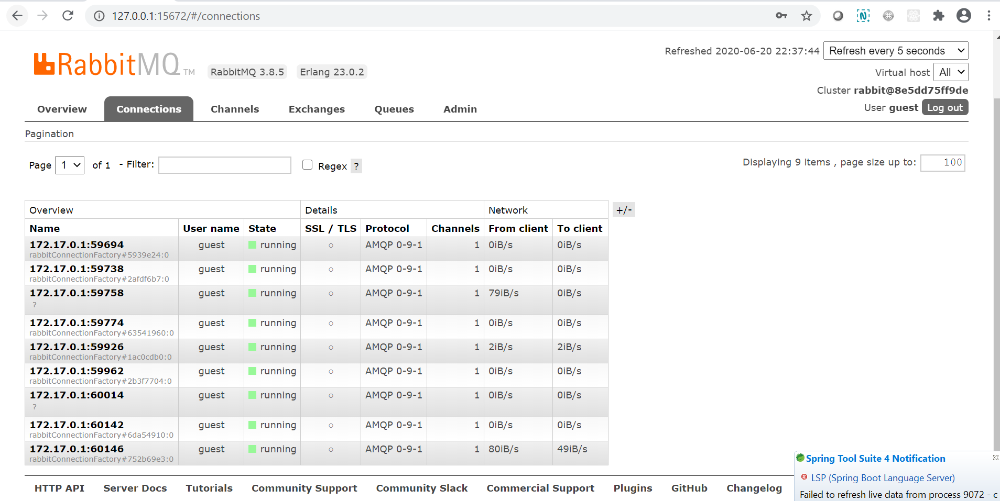 127.0.0.1:15672/#/connections
RabbitMQ TM
RabbitMQ 3.8.5 Erlang 23.0.2
Refreshed 2020-06-20 22:37:44 Refresh every 5 seconds
Virtual host All
Cluster rabbit@8e5dd75ff9de
User guest Log out
Overview Connections Channels Exchanges Queues Admin
Pagination
Page 1 of 1 - Filter: Regex ?
Displaying 9 items , page size up to: 100
Overview Details Network +/-
Name User name State SSL / TLS Protocol Channels From client To client
172.17.0.1:59694 guest running ○ AMQP 0-9-1 1 0iB/s 0iB/s
rabbitConnectionFactory#5939e24:0
172.17.0.1:59738 guest running ○ AMQP 0-9-1 1 0iB/s 0iB/s
rabbitConnectionFactory#2afdf6b7:0
172.17.0.1:59758 guest running ○ AMQP 0-9-1 1 79iB/s 0iB/s
?
172.17.0.1:59774 guest running ○ AMQP 0-9-1 1 0iB/s 0iB/s
rabbitConnectionFactory#63541960:0
172.17.0.1:59926 guest running ○ AMQP 0-9-1 1 2iB/s 2iB/s
rabbitConnectionFactory#1ac0cdb0:0
172.17.0.1:59962 guest running ○ AMQP 0-9-1 1 0iB/s 0iB/s
rabbitConnectionFactory#2b3f7704:0
172.17.0.1:60014 guest running ○ AMQP 0-9-1 1 0iB/s 0iB/s
?
172.17.0.1:60142 guest running ○ AMQP 0-9-1 1 0iB/s 0iB/s
rabbitConnectionFactory#6da54910:0
172.17.0.1:60146 guest running ○ AMQP 0-9-1 1 80iB/s 49iB/s
rabbitConnectionFactory#752b69e3:0
HTTP API Server Docs Tutorials Community Support Community Slack Commercial Support Plugins GitHub Changelog
Spring Tool Suite 4 Notification
LSP (Spring Boot Language Server)
Failed to refresh live data from process 9072 - c